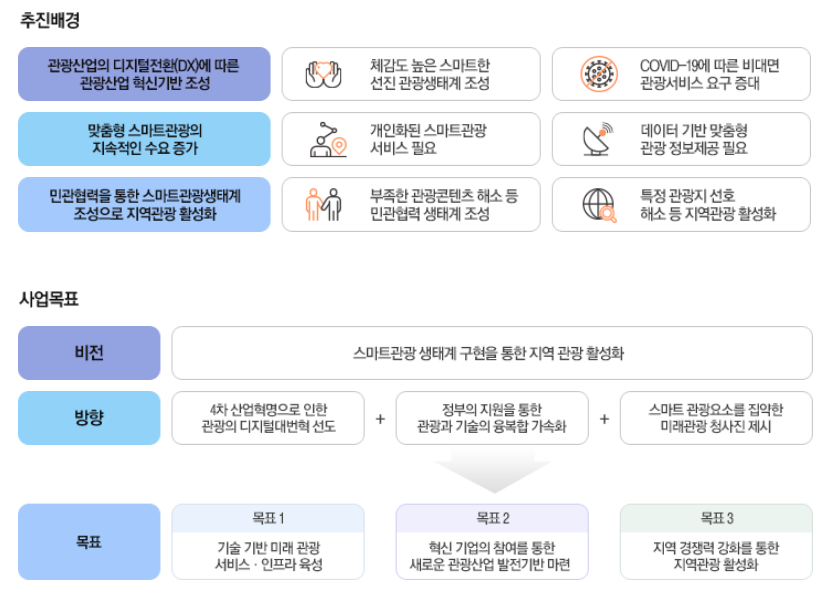 추진배경
관광산업의 디지털전환(DX)에 따른
관광산업 혁신기반 조성
체감도 높은 스마트한
선진 관광생태계 조성
COVID-19에 따른 비대면
관광서비스 요구 증대
맞춤형 스마트관광의
지속적인 수요 증가
개인화된 스마트관광
서비스 필요
데이터 기반 맞춤형
관광 정보제공 필요
민관협력을 통한 스마트관광생태계
조성으로 지역관광 활성화
부족한 관광콘텐츠 해소 등
민관협력 생태계 조성
특정 관광지 선호
해소 등 지역관광 활성화
사업목표
비전
스마트관광 생태계 구현을 통한 지역 관광 활성화
방향
4차 산업혁명으로 인한
관광의 디지털대변혁 선도
+
정부의 지원을 통한
관광과 기술의 융복합 가속화
+
스마트 관광요소를 집약한
미래관광 청사진 제시
목표
목표 1
기술 기반 미래 관광
서비스 · 인프라 육성
목표 2
혁신 기업의 참여를 통한
새로운 관광산업 발전기반 마련
목표 3
지역 경쟁력 강화를 통한
지역관광 활성화